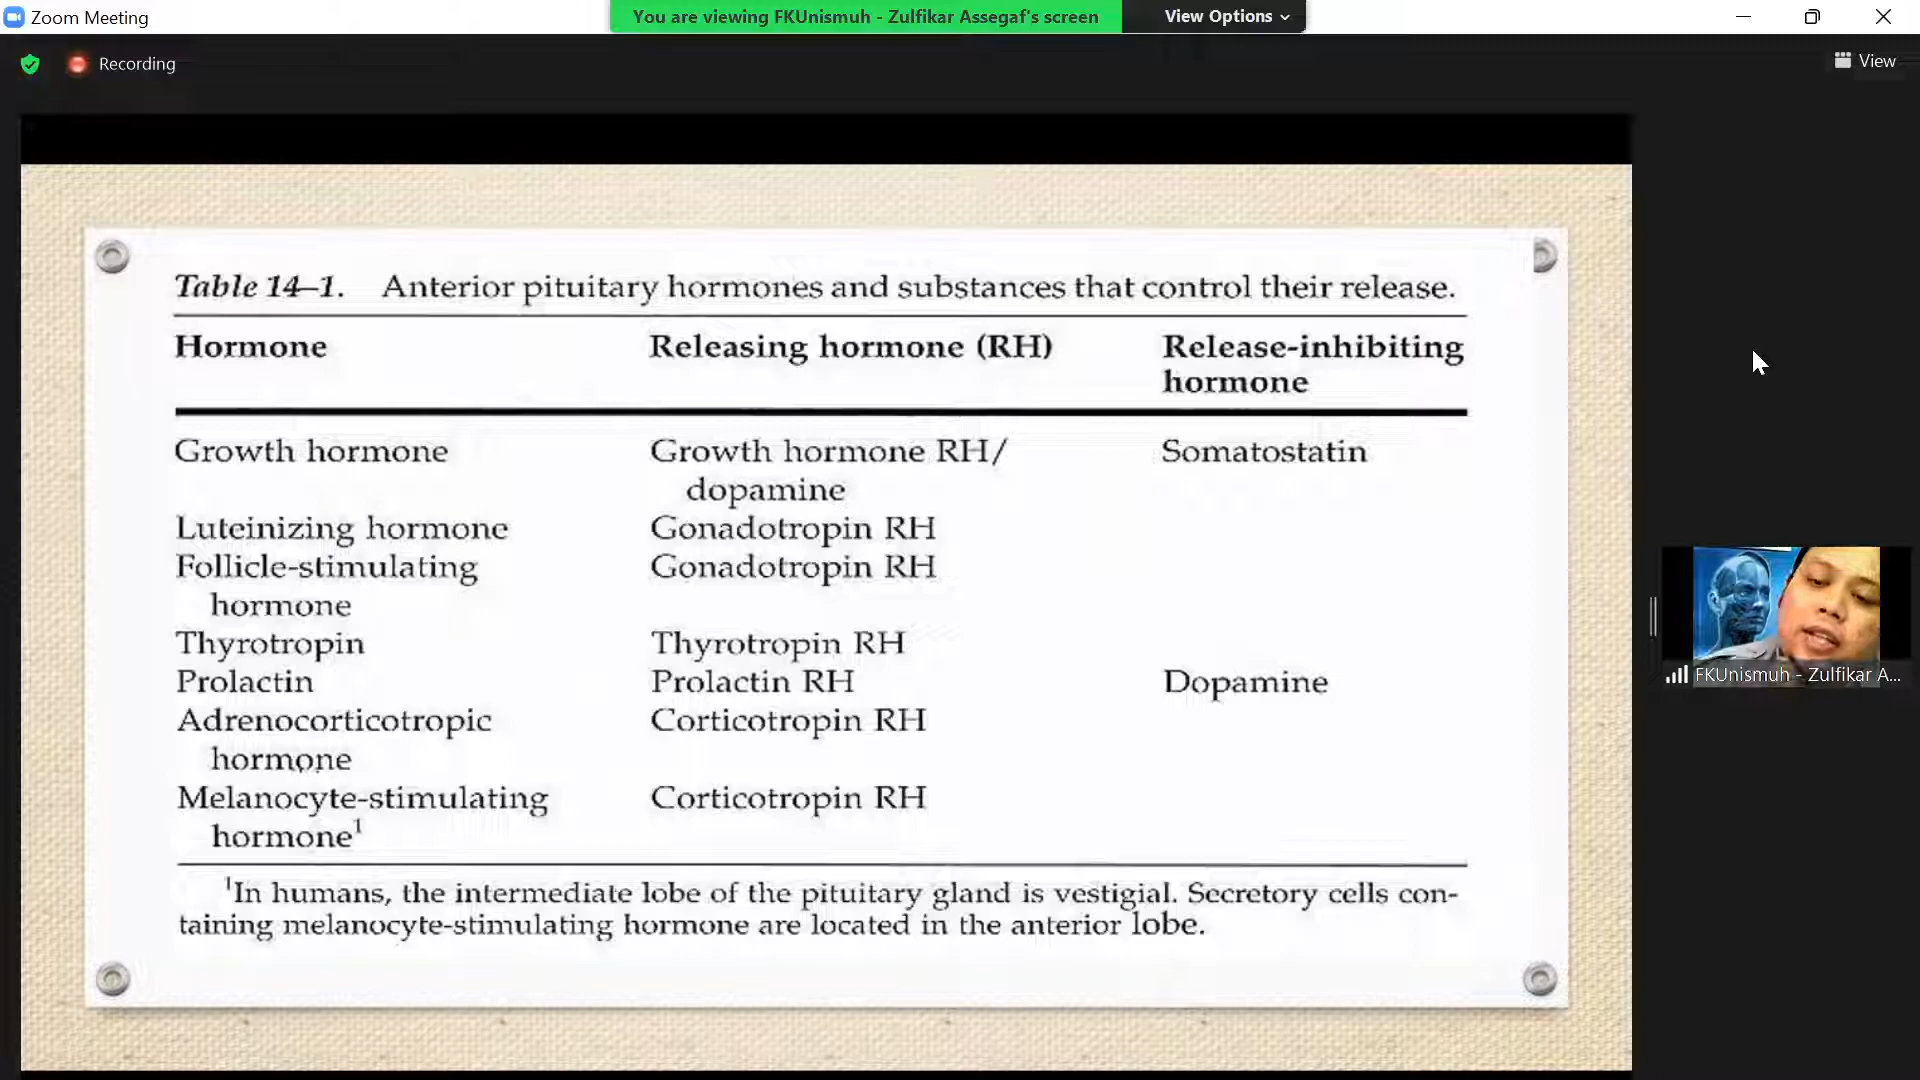 Zoom Meeting
You are viewing FKUnismuh - Zulfikar Assegaf's screen
View Options
Recording
View
Table 14–1. Anterior pituitary hormones and substances that control their release.
Hormone Releasing hormone (RH) Release-inhibiting
hormone
Growth hormone Growth hormone RH/ Somatostatin
dopamine
Luteinizing hormone Gonadotropin RH
Follicle-stimulating Gonadotropin RH
hormone
Thyrotropin Thyrotropin RH
Prolactin Prolactin RH Dopamine
Adrenocorticotropic Corticotropin RH
hormone
Melanocyte-stimulating Corticotropin RH
hormone¹
¹In humans, the intermediate lobe of the pituitary gland is vestigial. Secretory cells con-
taining melanocyte-stimulating hormone are located in the anterior lobe.
FKUnismuh - Zulfikar A...